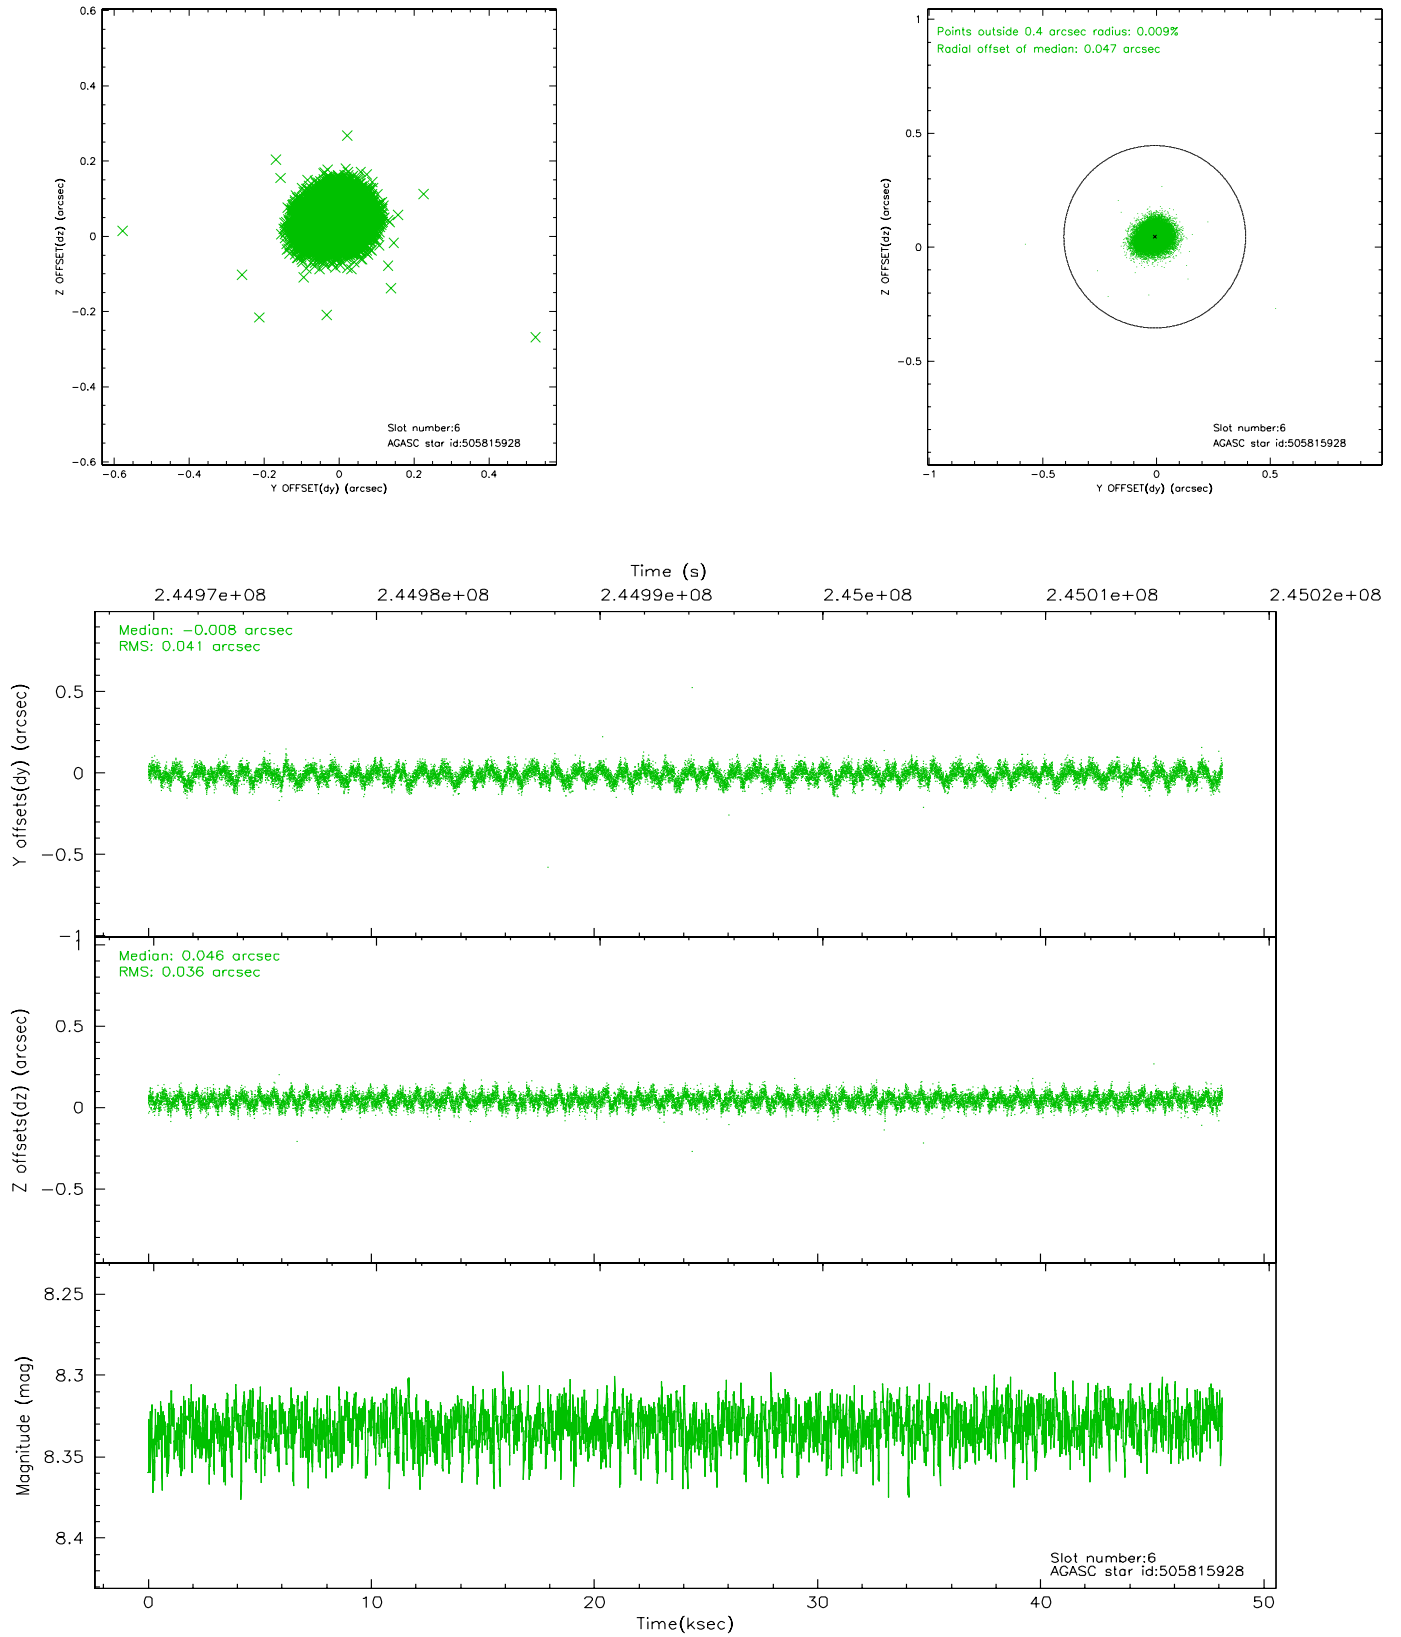 0.6
0.4
0.2
0
−0.2
−0.4
−0.6
Z OFFSET(dz) (arcsec)
−0.6 −0.4 −0.2 0 0.2 0.4
Y OFFSET(dy) (arcsec)
Slot number:6
AGASC star id:505815928
Points outside 0.4 arcsec radius: 0.009%
Radial offset of median: 0.047 arcsec
1
0.5
0
−0.5
Z OFFSET(dz) (arcsec)
−1 −0.5 0 0.5
Y OFFSET(dy) (arcsec)
Slot number:6
AGASC star id:505815928
Time (s)
2.4497e+08 2.4498e+08 2.4499e+08 2.45e+08 2.4501e+08 2.4502e+08
Median: −0.008 arcsec
RMS: 0.041 arcsec
0.5
0
−0.5
−1
Y offsets(dy) (arcsec)
Median: 0.046 arcsec
RMS: 0.036 arcsec
1
0.5
0
−0.5
Z offsets(dz) (arcsec)
8.25
8.3
8.35
8.4
Magnitude (mag)
Slot number:6
AGASC star id:505815928
0 10 20 30 40 50
Time(ksec)